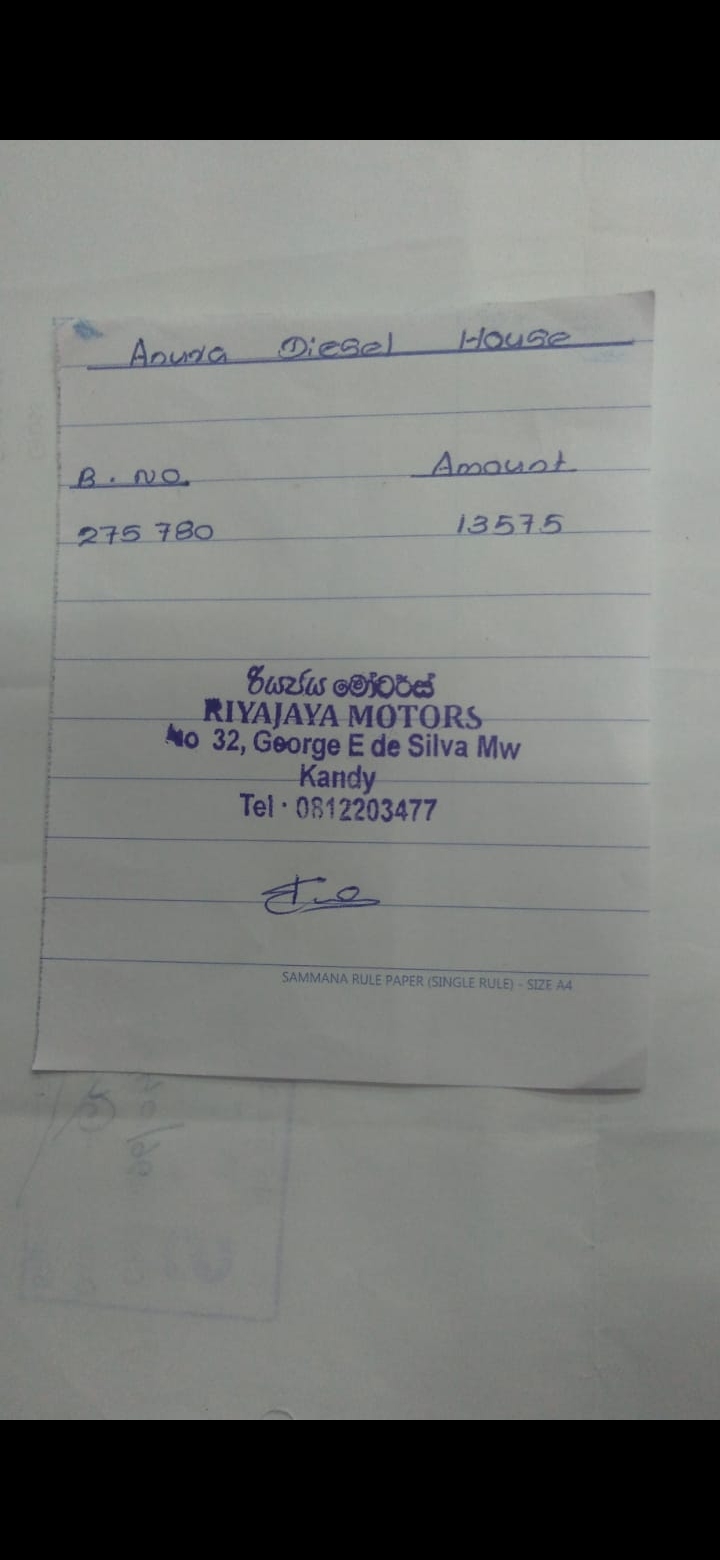 Anura Diesel House
B. No. Amount
275 780 13575
රියජය මෝටර්ස්
RIYAJAYA MOTORS
No 32, George E de Silva Mw
Kandy
Tel : 0812203477
SAMMANA RULE PAPER (SINGLE RULE) - SIZE A4